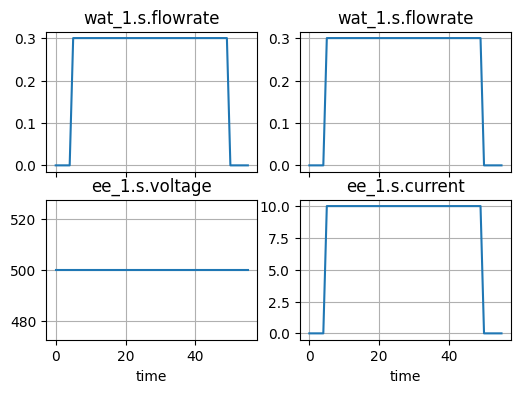 wat_1.s.flowrate wat_1.s.flowrate
0.3 0.3
0.2 0.2
0.1 0.1
0.0 0.0
ee_1.s.voltage ee_1.s.current
520 10.0
7.5
500 5.0
2.5
480 0.0
0 20 40 0 20 40
time time